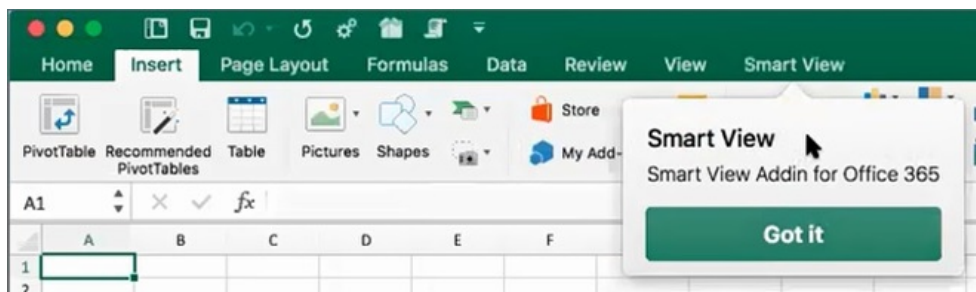 Home Insert Page Layout Formulas Data Review View Smart View
Store
PivotTable Recommended PivotTables Table Pictures Shapes My Add-
Smart View
Smart View Addin for Office 365
Got it
A1 fx
A B C D E F
1
2